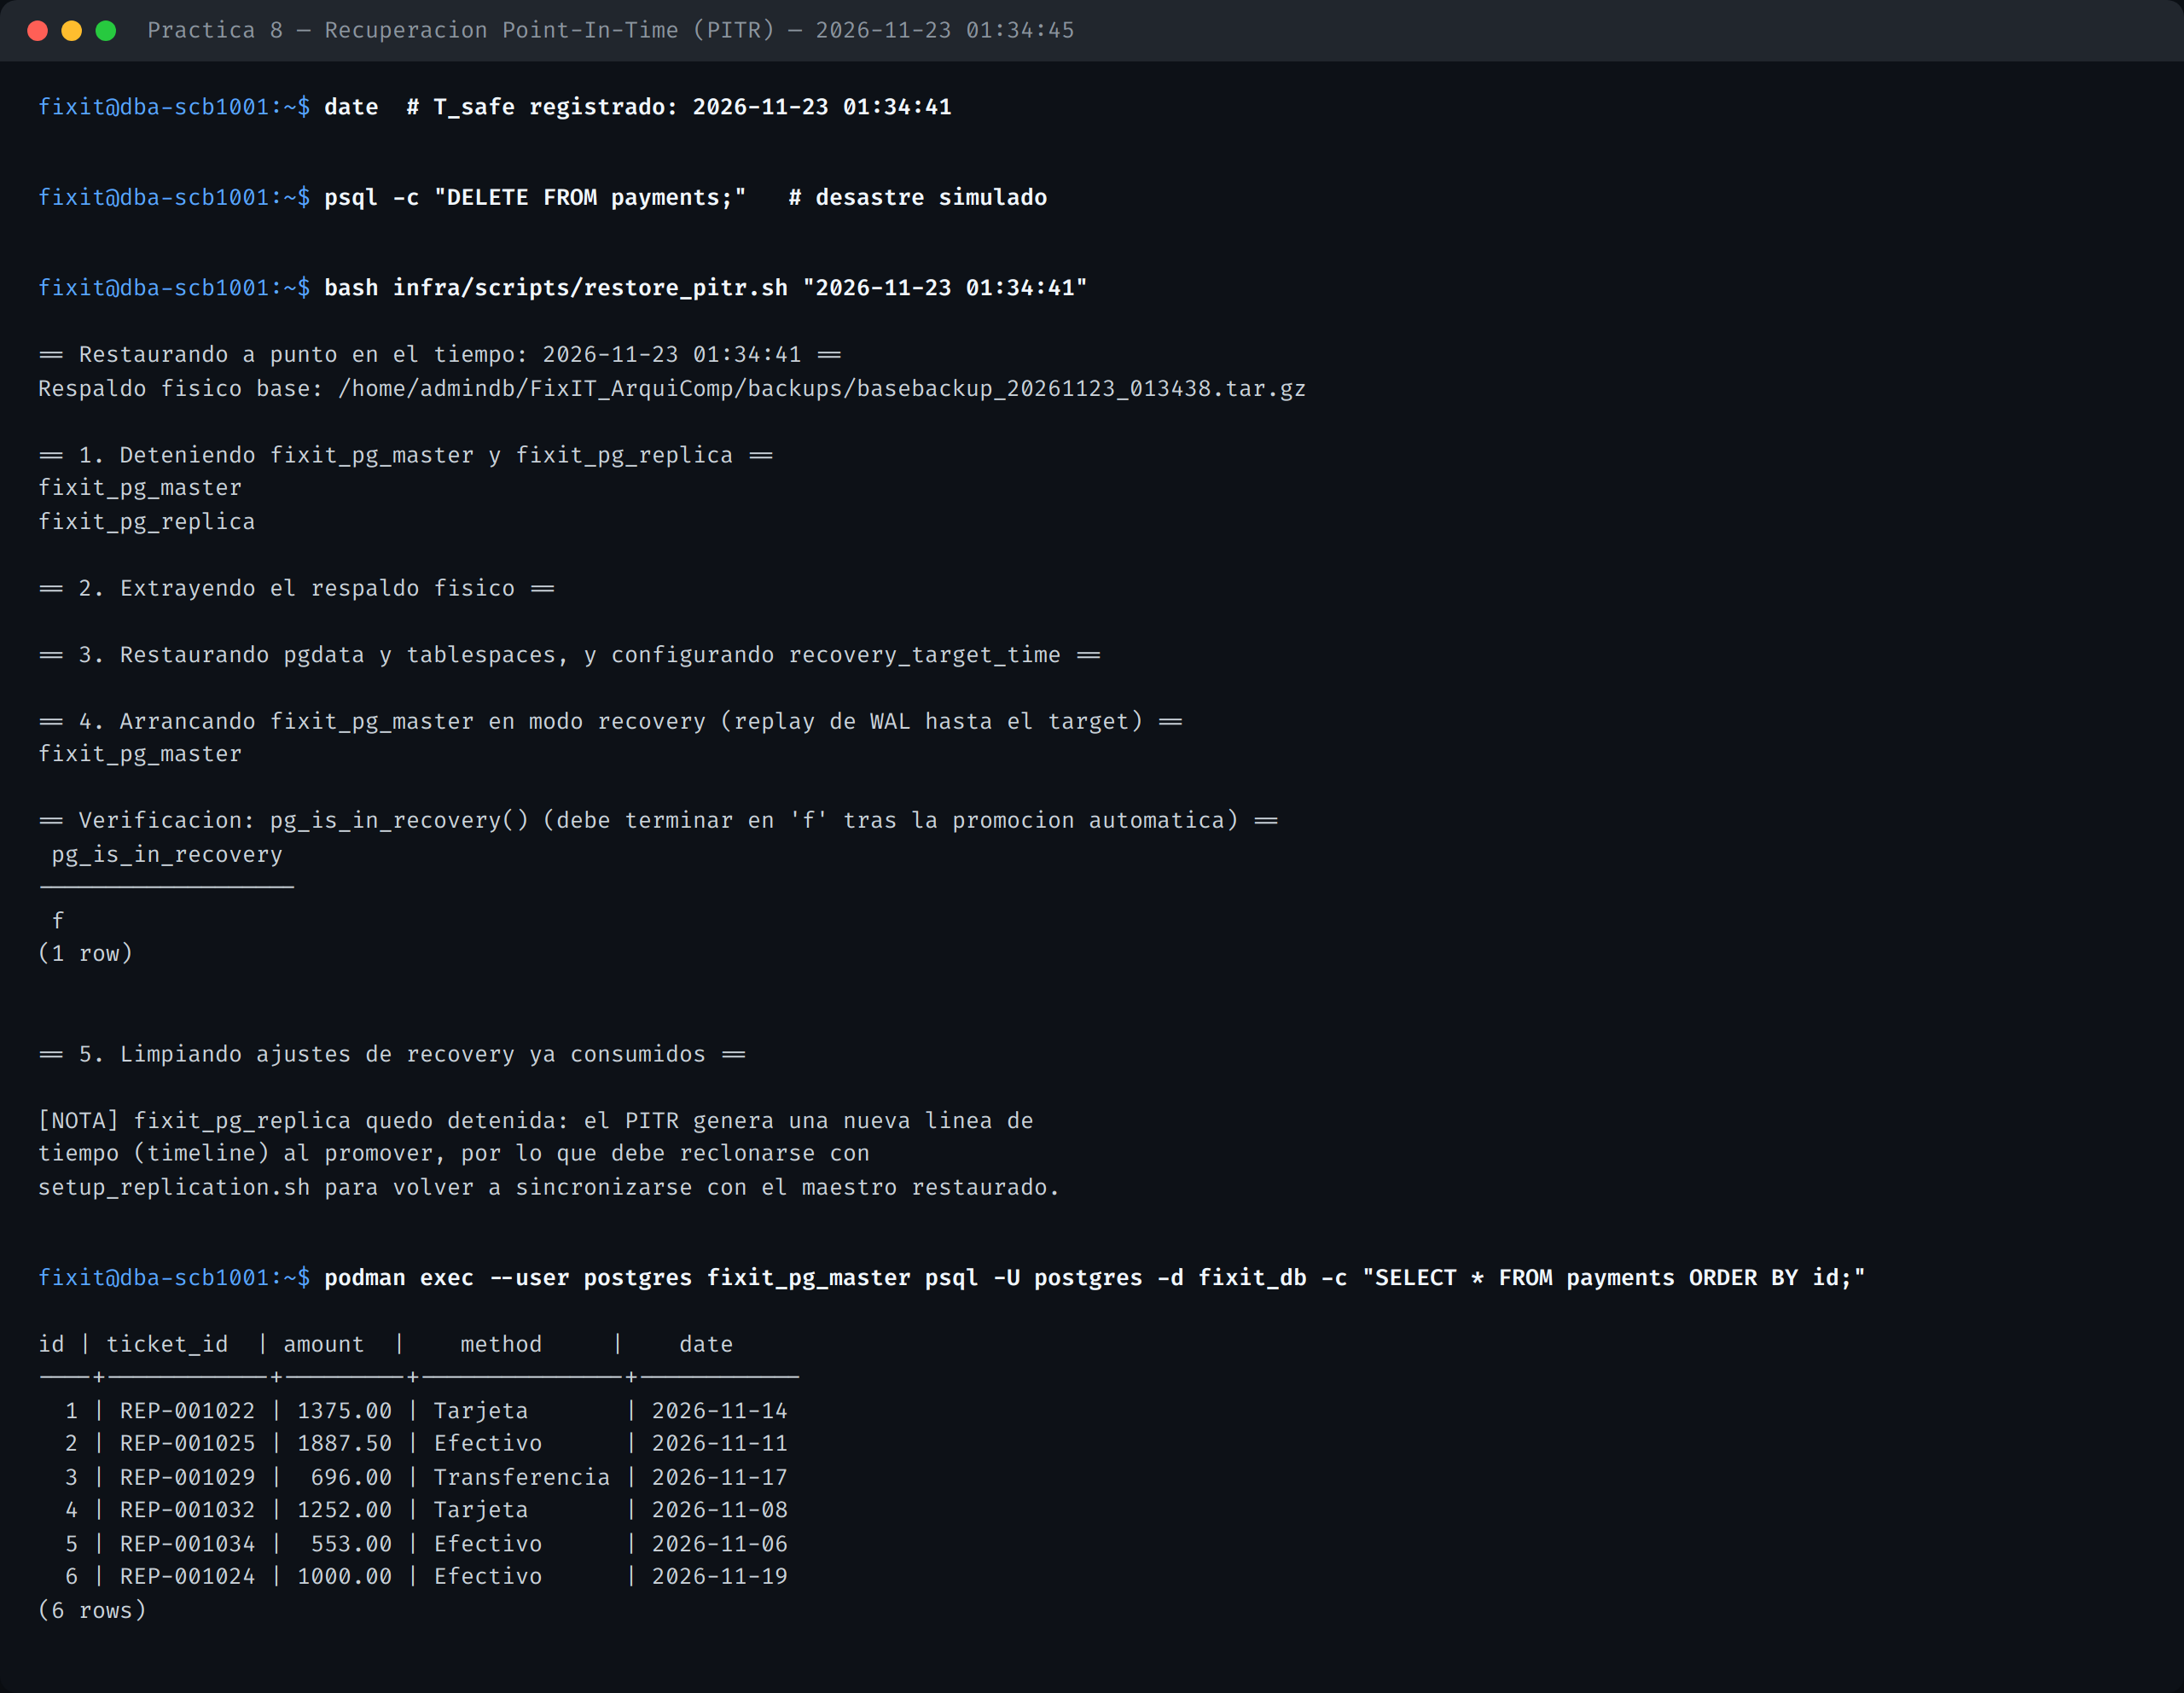 Practica 8 — Recuperacion Point-In-Time (PITR) — 2026-11-23 01:34:45
fixit@dba-scb1001:~$ date  # T_safe registrado: 2026-11-23 01:34:41
fixit@dba-scb1001:~$ psql -c "DELETE FROM payments;"   # desastre simulado
fixit@dba-scb1001:~$ bash infra/scripts/restore_pitr.sh "2026-11-23 01:34:41"
== Restaurando a punto en el tiempo: 2026-11-23 01:34:41 ==
Respaldo fisico base: /home/admindb/FixIT_ArquiComp/backups/basebackup_20261123_013438.tar.gz
== 1. Deteniendo fixit_pg_master y fixit_pg_replica ==
fixit_pg_master
fixit_pg_replica
== 2. Extrayendo el respaldo fisico ==
== 3. Restaurando pgdata y tablespaces, y configurando recovery_target_time ==
== 4. Arrancando fixit_pg_master en modo recovery (replay de WAL hasta el target) ==
fixit_pg_master
== Verificacion: pg_is_in_recovery() (debe terminar en 'f' tras la promocion automatica) ==
 pg_is_in_recovery
-------------------
 f
(1 row)
== 5. Limpiando ajustes de recovery ya consumidos ==
[NOTA] fixit_pg_replica quedo detenida: el PITR genera una nueva linea de
tiempo (timeline) al promover, por lo que debe reclonarse con
setup_replication.sh para volver a sincronizarse con el maestro restaurado.
fixit@dba-scb1001:~$ podman exec --user postgres fixit_pg_master psql -U postgres -d fixit_db -c "SELECT * FROM payments ORDER BY id;"
id | ticket_id  | amount  |    method     |    date
----+------------+---------+---------------+------------
  1 | REP-001022 | 1375.00 | Tarjeta       | 2026-11-14
  2 | REP-001025 | 1887.50 | Efectivo      | 2026-11-11
  3 | REP-001029 |  696.00 | Transferencia | 2026-11-17
  4 | REP-001032 | 1252.00 | Tarjeta       | 2026-11-08
  5 | REP-001034 |  553.00 | Efectivo      | 2026-11-06
  6 | REP-001024 | 1000.00 | Efectivo      | 2026-11-19
(6 rows)